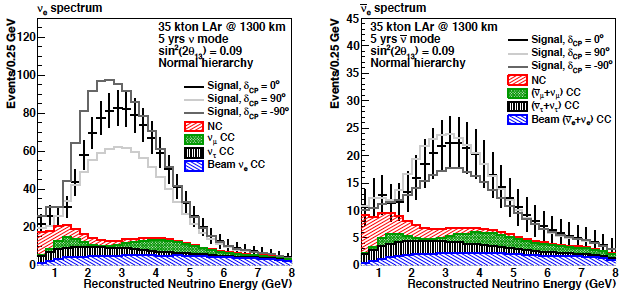 νe spectrum
Events/0.25 GeV
120
100
80
60
40
20
0
35 kton LAr @ 1300 km
5 yrs ν mode
sin²(2θ13) = 0.09
Normal hierarchy
Signal, δCP = 0°
Signal, δCP = 90°
Signal, δCP = -90°
NC
νμ CC
ντ CC
Beam νe CC
1 2 3 4 5 6 7 8
Reconstructed Neutrino Energy (GeV)
ν̄e spectrum
Events/0.25 GeV
45
40
35
30
25
20
15
10
5
0
35 kton LAr @ 1300 km
5 yrs ν̄ mode
sin²(2θ13) = 0.09
Normal hierarchy
Signal, δCP = 0°
Signal, δCP = 90°
Signal, δCP = -90°
NC
(ν̄μ+νμ) CC
(ν̄τ+ντ) CC
Beam (ν̄e+νe) CC
1 2 3 4 5 6 7 8
Reconstructed Neutrino Energy (GeV)